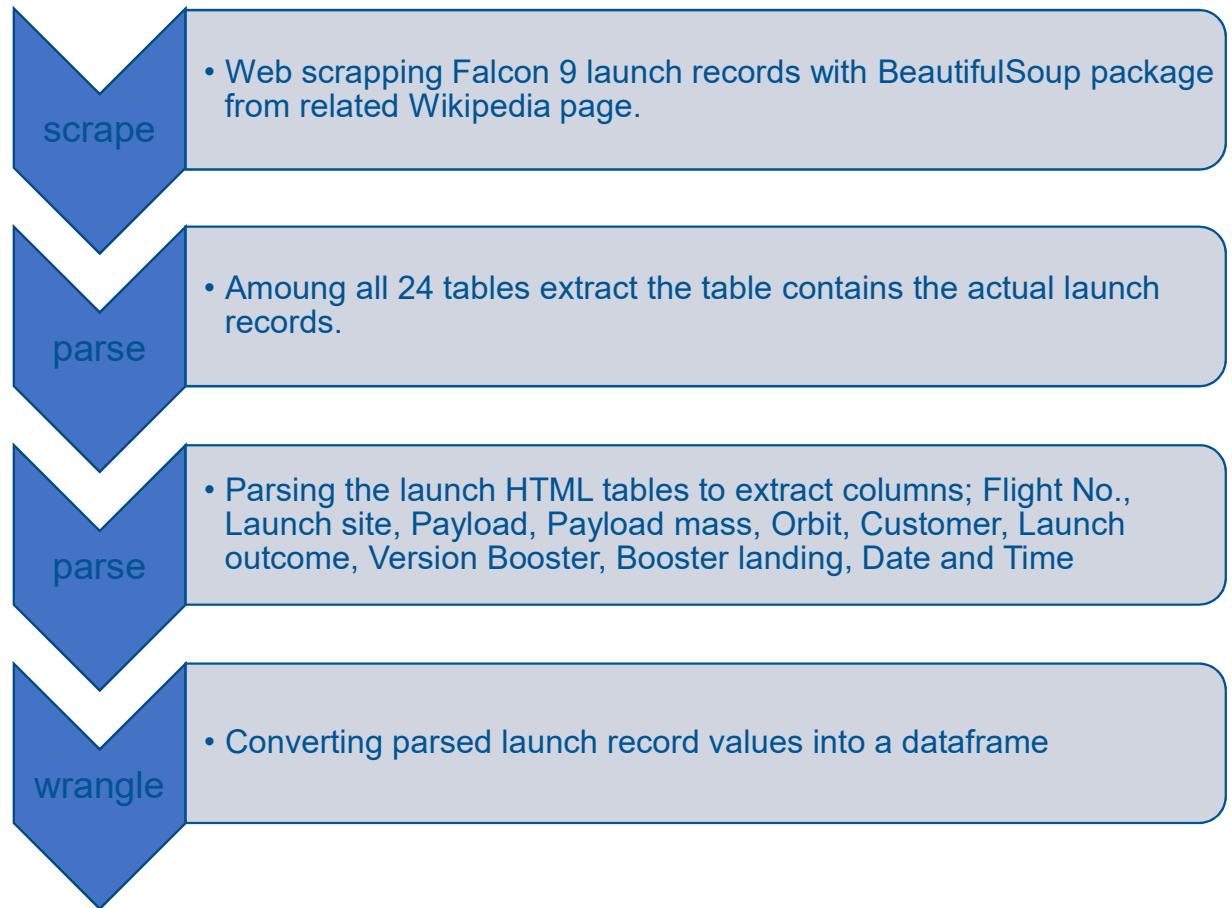 scrape
• Web scrapping Falcon 9 launch records with BeautifulSoup package
from related Wikipedia page.
parse
• Amoung all 24 tables extract the table contains the actual launch
records.
parse
• Parsing the launch HTML tables to extract columns; Flight No.,
Launch site, Payload, Payload mass, Orbit, Customer, Launch
outcome, Version Booster, Booster landing, Date and Time
wrangle
• Converting parsed launch record values into a dataframe